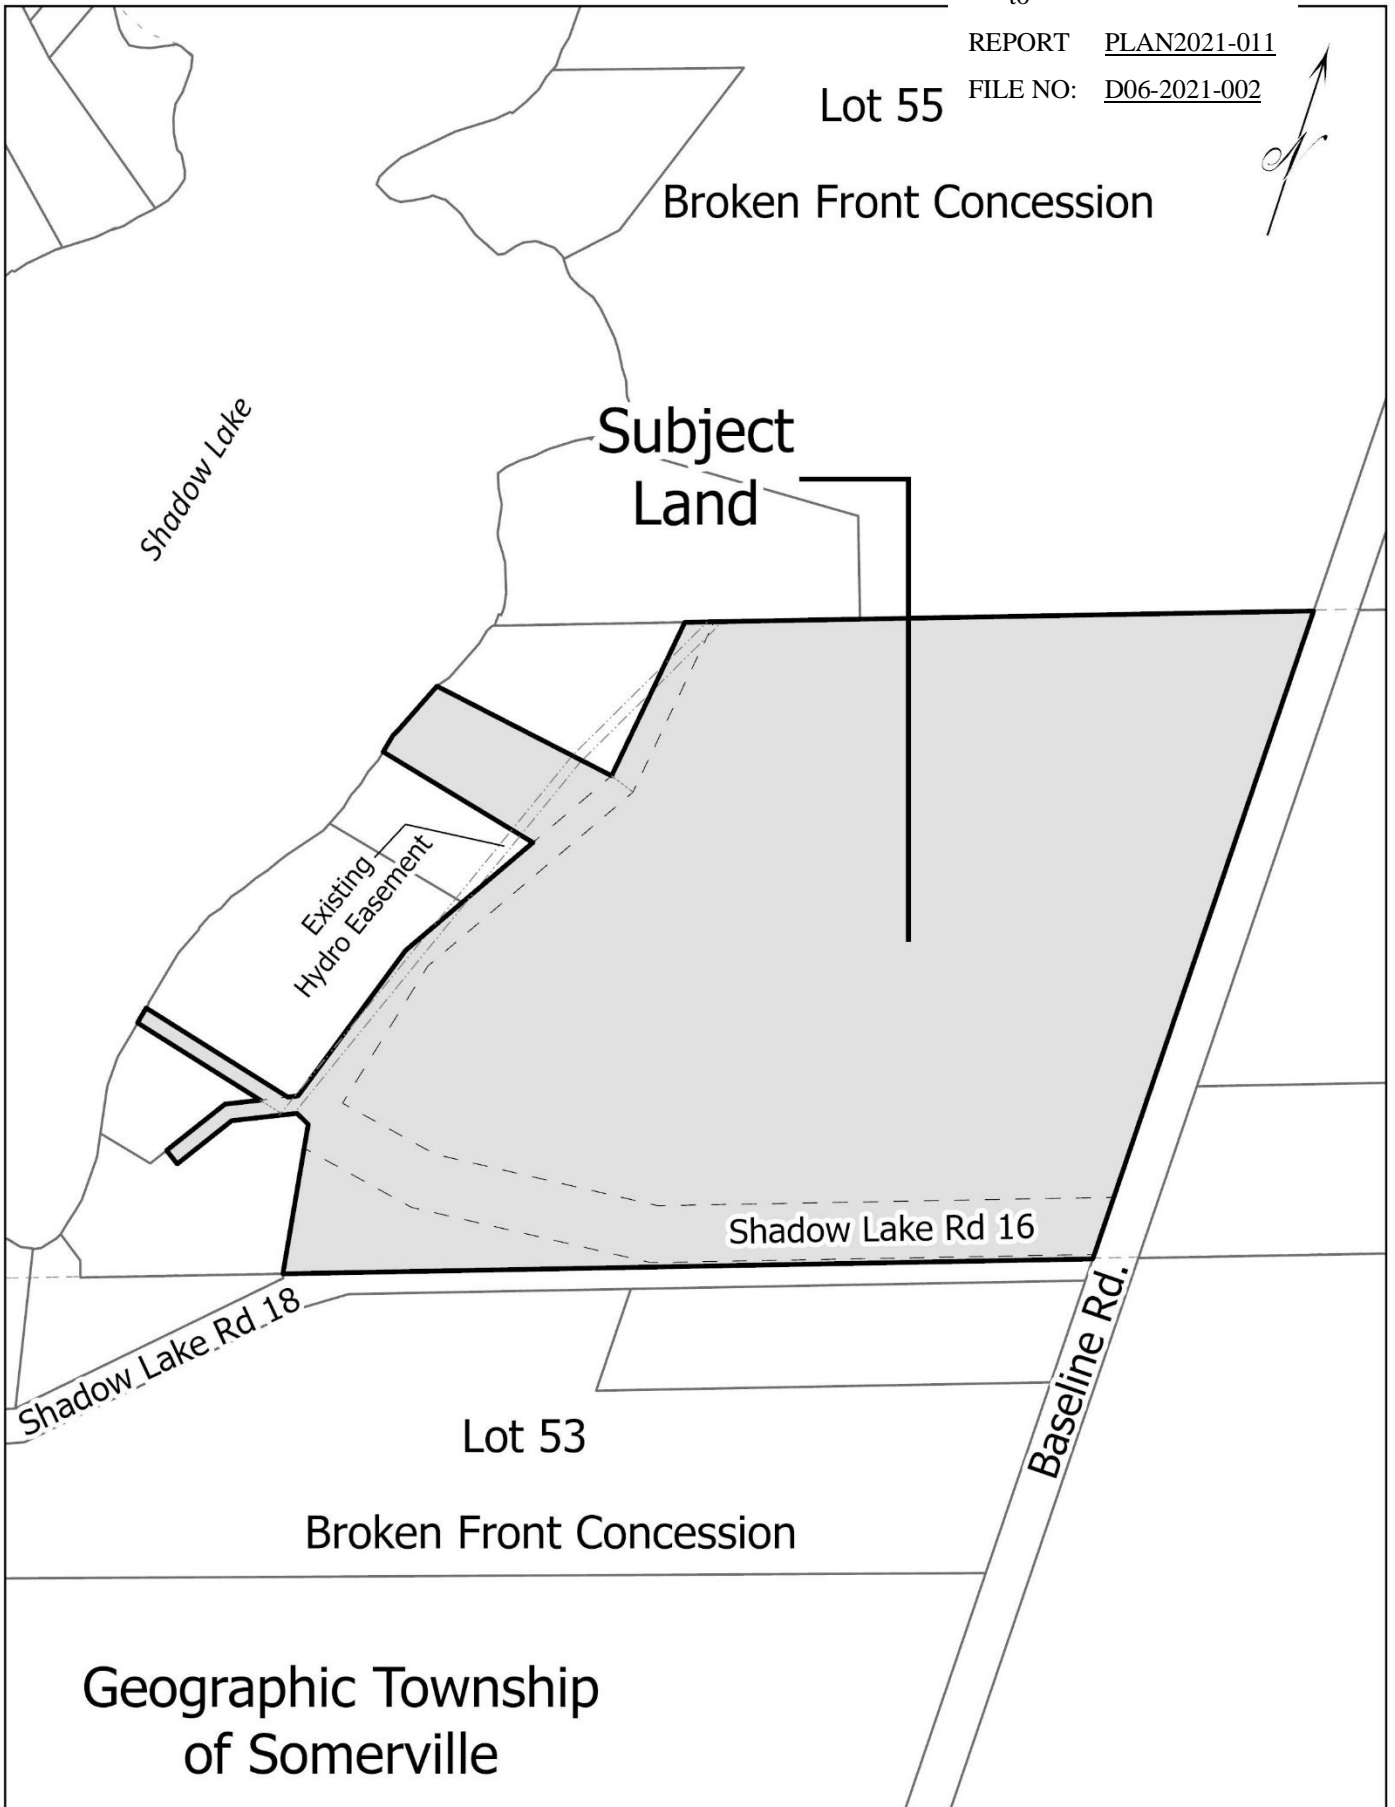 to
REPORT PLAN2021-011
FILE NO: D06-2021-002
Lot 55
Broken Front Concession
Shadow Lake
Subject
Land
Existing
Hydro Easement
Shadow Lake Rd 16
Shadow Lake Rd 18
Baseline Rd.
Lot 53
Broken Front Concession
Geographic Township
of Somerville